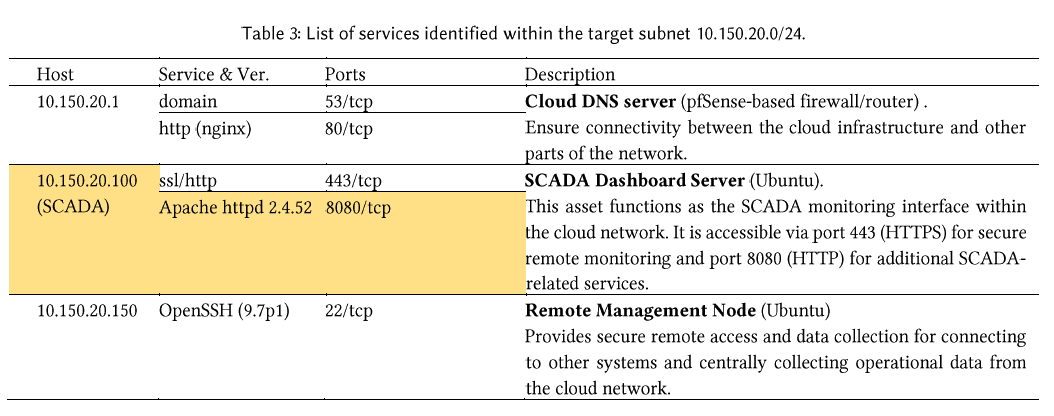 Table 3: List of services identified within the target subnet 10.150.20.0/24.
Host Service & Ver. Ports Description
10.150.20.1 domain 53/tcp Cloud DNS server (pfSense-based firewall/router) .
http (nginx) 80/tcp Ensure connectivity between the cloud infrastructure and other
parts of the network.
10.150.20.100 ssl/http 443/tcp SCADA Dashboard Server (Ubuntu).
(SCADA) Apache httpd 2.4.52 8080/tcp This asset functions as the SCADA monitoring interface within
the cloud network. It is accessible via port 443 (HTTPS) for secure
remote monitoring and port 8080 (HTTP) for additional SCADA-
related services.
10.150.20.150 OpenSSH (9.7p1) 22/tcp Remote Management Node (Ubuntu)
Provides secure remote access and data collection for connecting
to other systems and centrally collecting operational data from
the cloud network.